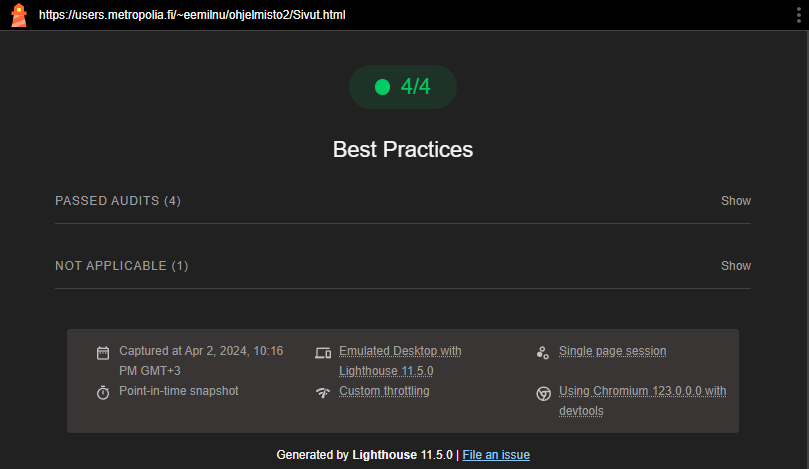 https://users.metropolia.fi/~eemilnu/ohjelmisto2/Sivut.html
4/4
Best Practices
PASSED AUDITS (4) Show
NOT APPLICABLE (1) Show
Captured at Apr 2, 2024, 10:16 PM GMT+3
Emulated Desktop with Lighthouse 11.5.0
Single page session
Point-in-time snapshot
Custom throttling
Using Chromium 123.0.0.0 with devtools
Generated by Lighthouse 11.5.0 | File an issue